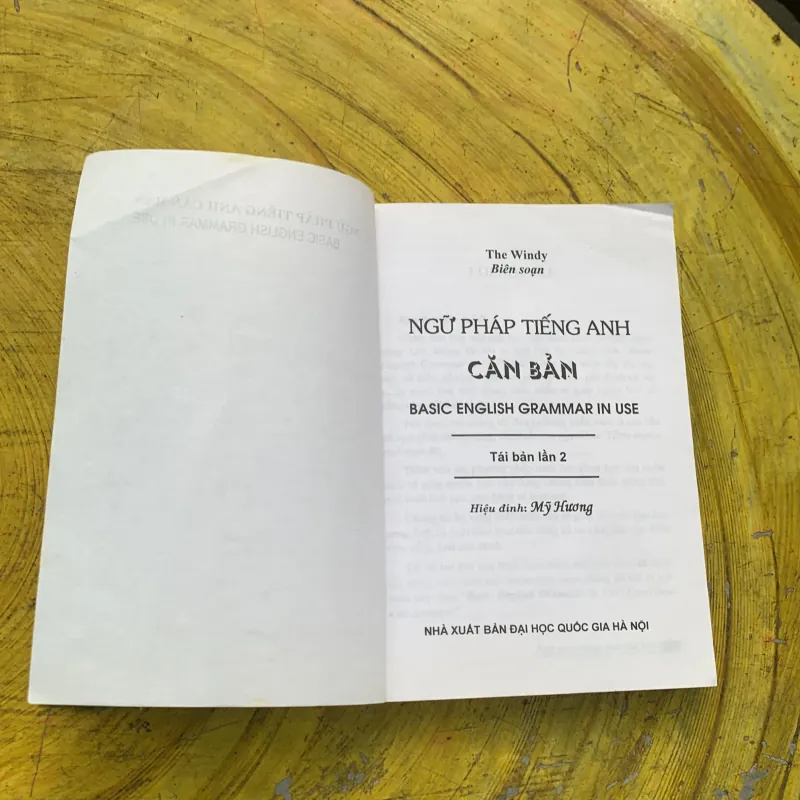 The Windy
Biên soạn
NGỮ PHÁP TIẾNG ANH
CĂN BẢN
BASIC ENGLISH GRAMMAR IN USE
Tái bản lần 2
Hiệu đính: Mỹ Hương
NHÀ XUẤT BẢN ĐẠI HỌC QUỐC GIA HÀ NỘI